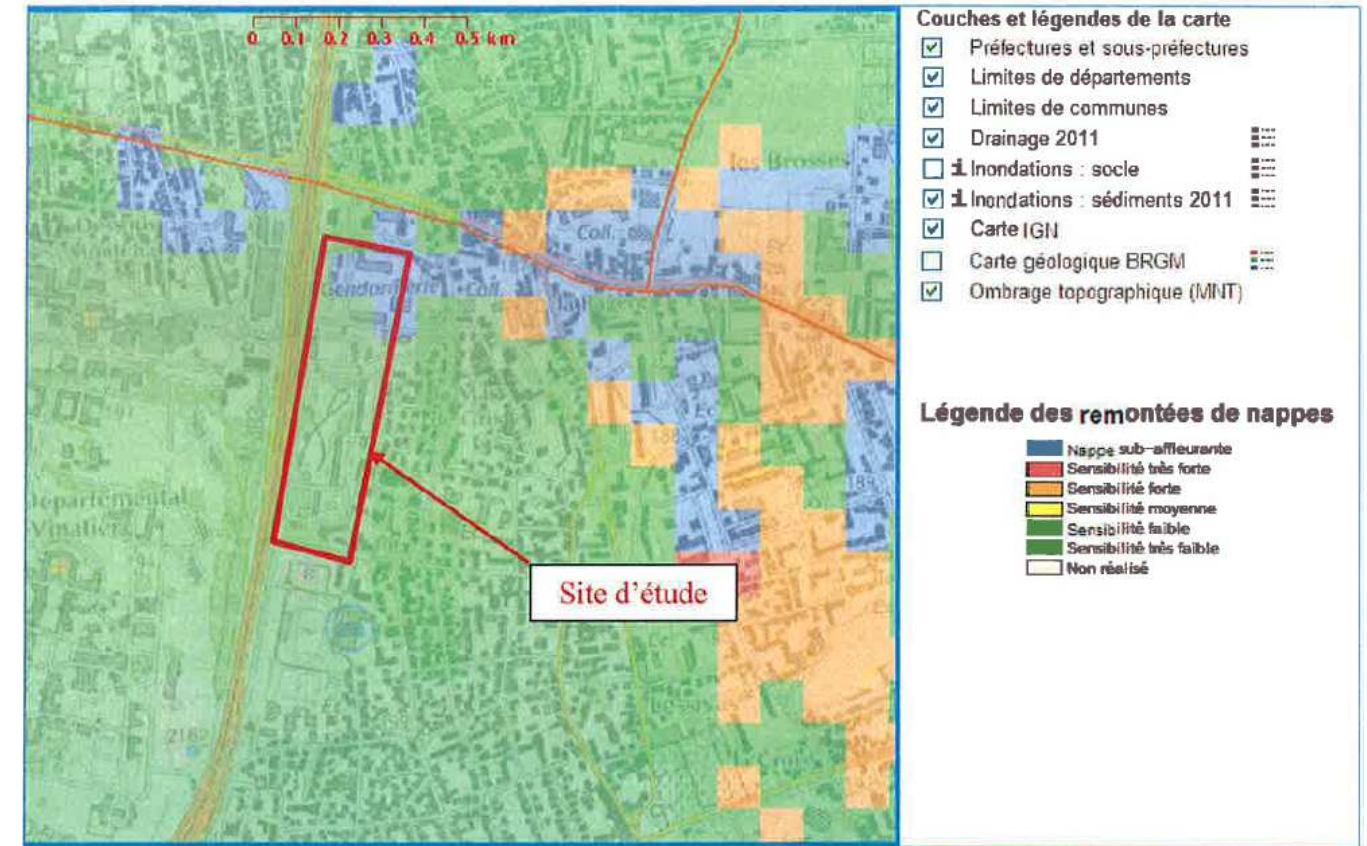 0 0.1 0.2 0.3 0.4 0.5 km
les Brosses
Coll.
Gendarmerie
Coll.
Départemental
Vinatier
2182
189
Site d'étude
Couches et légendes de la carte
Préfectures et sous-préfectures
Limites de départements
Limites de communes
Drainage 2011
i Inondations : socle
i Inondations : sédiments 2011
Carte IGN
Carte géologique BRGM
Ombrage topographique (MNT)
Légende des remontées de nappes
Nappe sub-affleurante
Sensibilité très forte
Sensibilité forte
Sensibilité moyenne
Sensibilité faible
Sensibilité très faible
Non réalisé